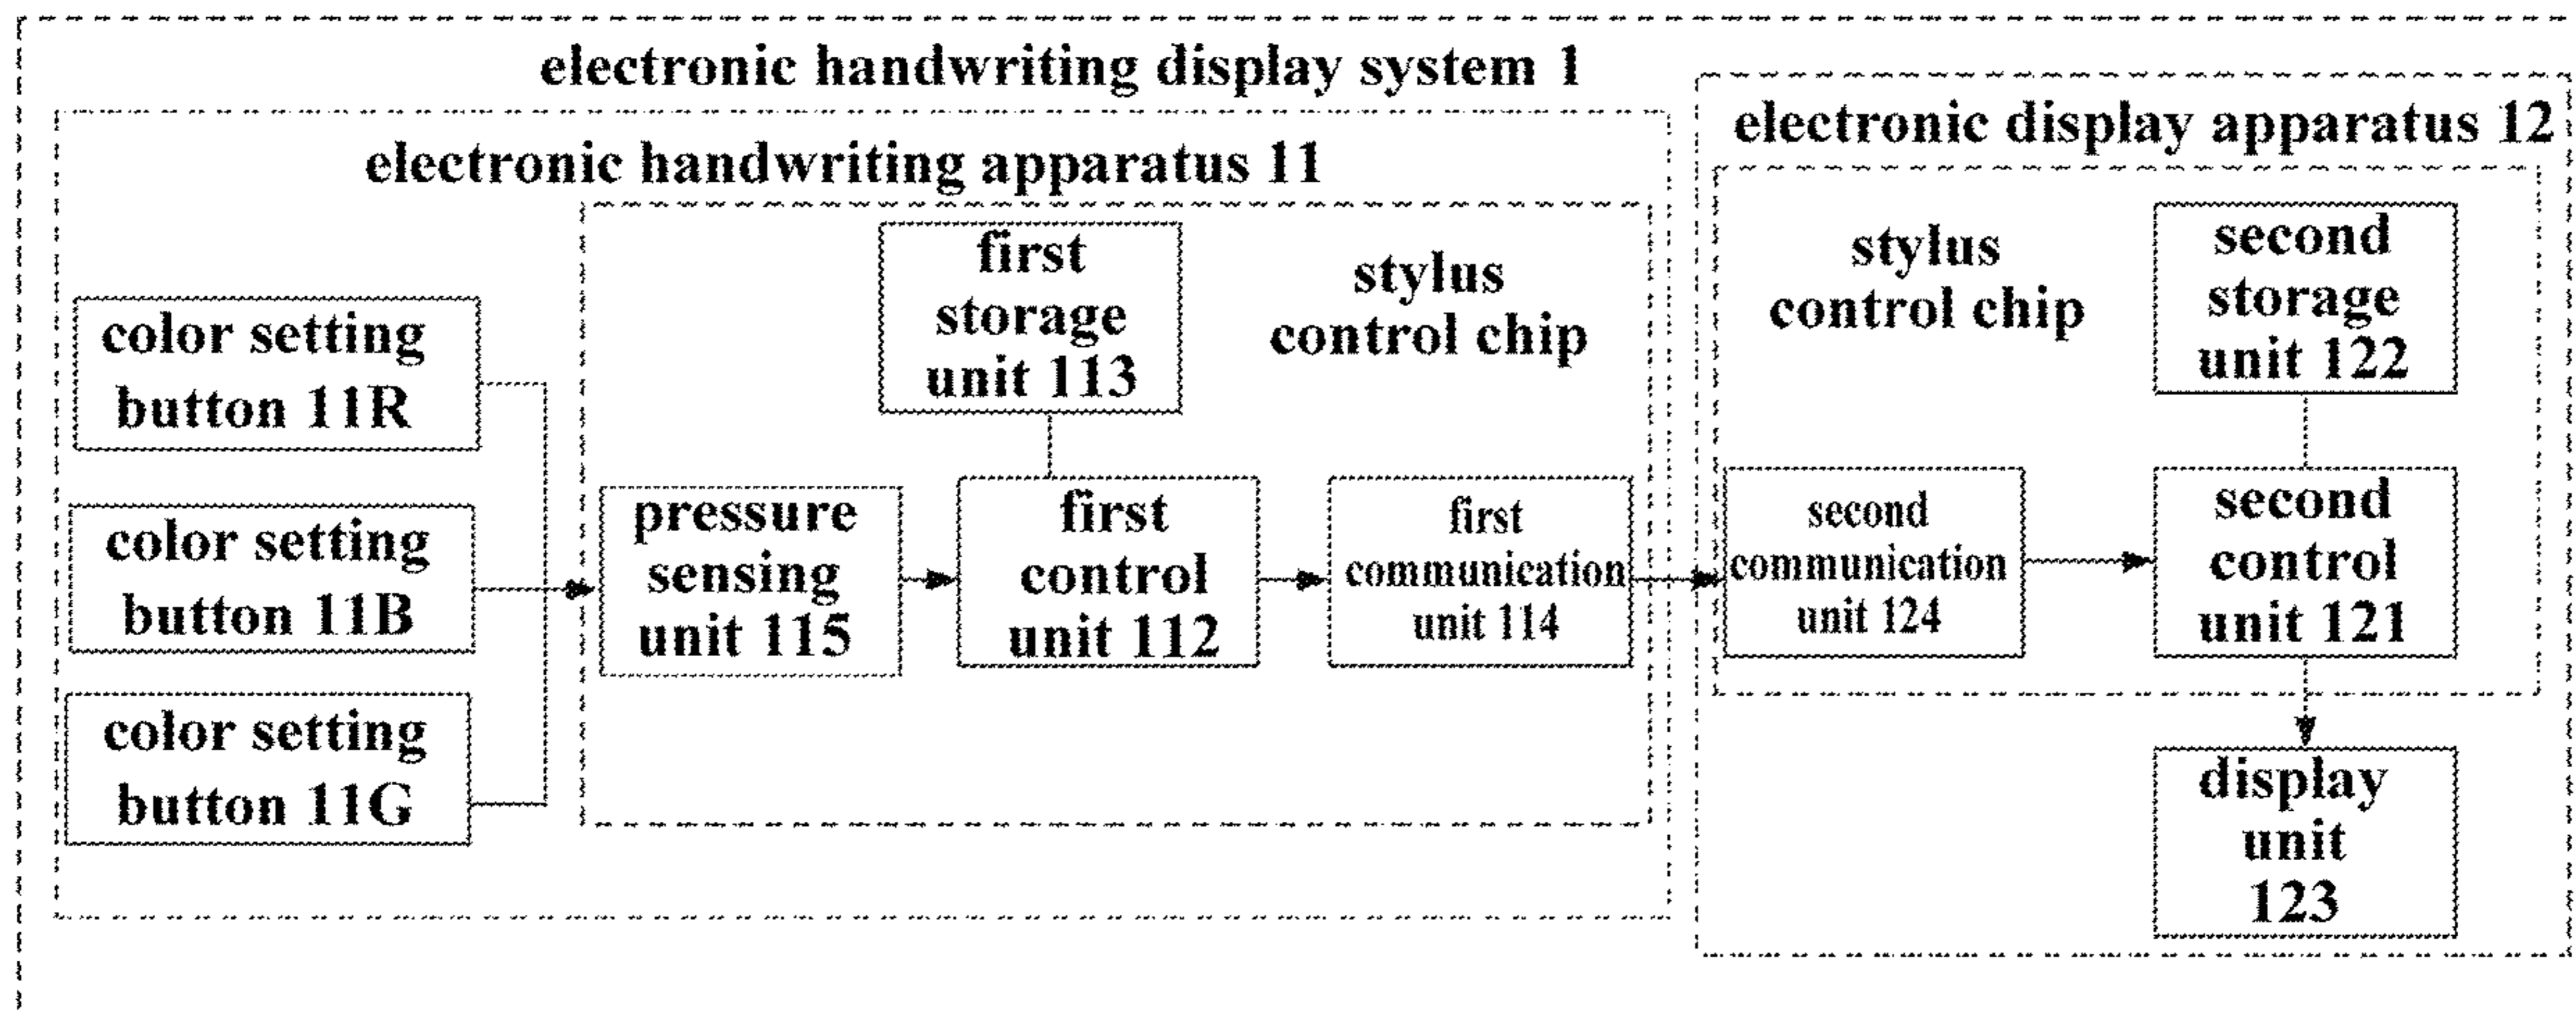 electronic handwriting display system 1
electronic handwriting apparatus 11
color setting
button 11R
color setting
button 11B
color setting
button 11G
first
storage
unit 113
stylus
control chip
pressure
sensing
unit 115
first
control
unit 112
first
communication
unit 114
electronic display apparatus 12
stylus
control chip
second
storage
unit 122
second
communication
unit 124
second
control
unit 121
display
unit
123